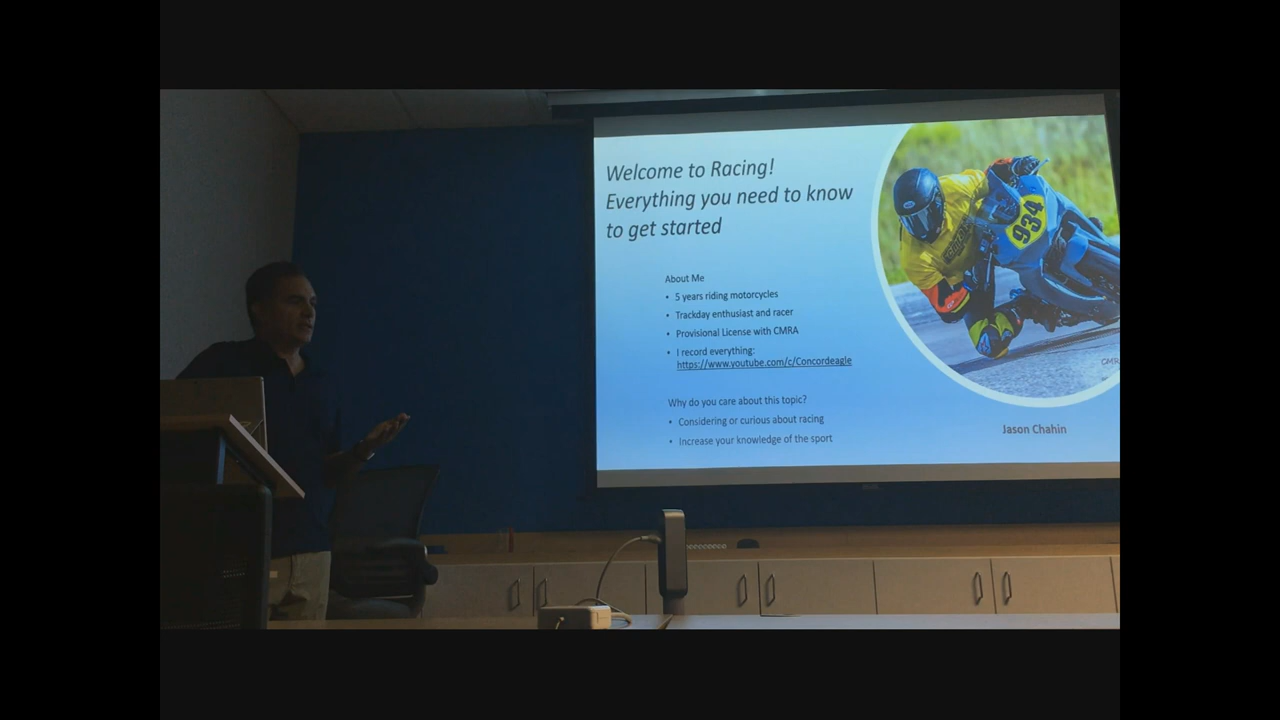 Welcome to Racing!
Everything you need to know
to get started
About Me
• 5 years riding motorcycles
• Trackday enthusiast and racer
• Provisional License with CMRA
• I record everything:
https://www.youtube.com/c/Concordeagle
Why do you care about this topic?
• Considering or curious about racing
• Increase your knowledge of the sport
934
CMR
Jason Chahin